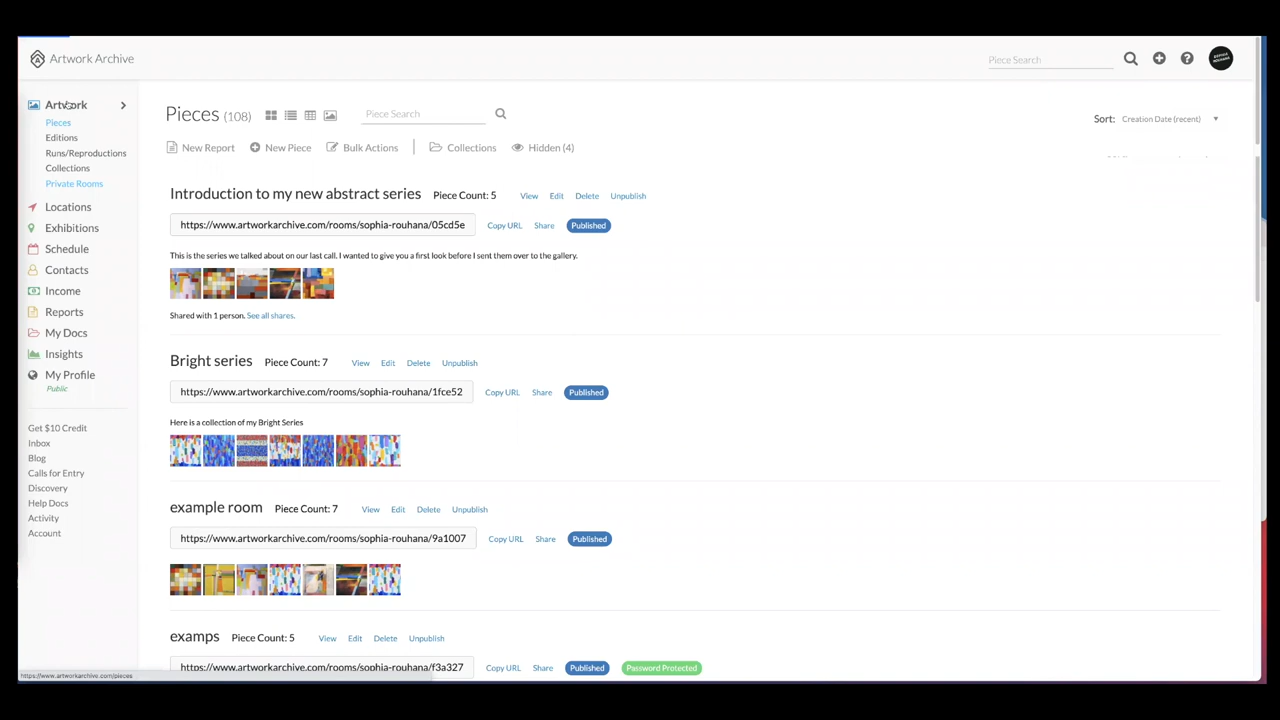 Artwork Archive
Piece Search
Artwork
Pieces
Editions
Runs/Reproductions
Collections
Private Rooms
Locations
Exhibitions
Schedule
Contacts
Income
Reports
My Docs
Insights
My Profile
Public
Get $10 Credit
Inbox
Blog
Calls for Entry
Discovery
Help Docs
Activity
Account
Pieces (108)
Piece Search
Sort: Creation Date (recent)
New Report New Piece Bulk Actions Collections Hidden (4)
Introduction to my new abstract series Piece Count: 5 View Edit Delete Unpublish
https://www.artworkarchive.com/rooms/sophia-rouhana/05cd5e Copy URL Share Published
This is the series we talked about on our last call. I wanted to give you a first look before I sent them over to the gallery.
Shared with 1 person. See all shares.
Bright series Piece Count: 7 View Edit Delete Unpublish
https://www.artworkarchive.com/rooms/sophia-rouhana/1fce52 Copy URL Share Published
Here is a collection of my Bright Series
example room Piece Count: 7 View Edit Delete Unpublish
https://www.artworkarchive.com/rooms/sophia-rouhana/9a1007 Copy URL Share Published
examps Piece Count: 5 View Edit Delete Unpublish
https://www.artworkarchive.com/rooms/sophia-rouhana/f3a327 Copy URL Share Published Password Protected
https://www.artworkarchive.com/pieces